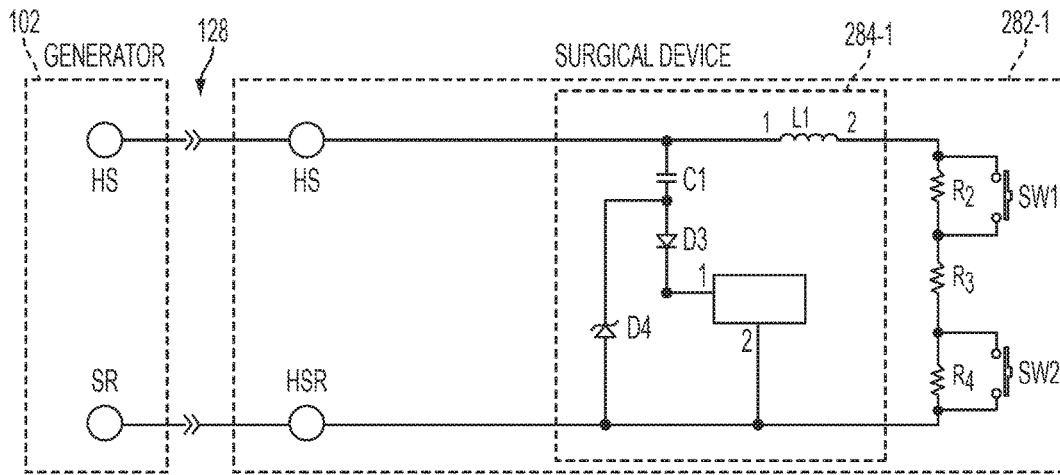 102
GENERATOR
128
SURGICAL DEVICE
284-1
282-1
HS
HS
1
L1
2
C1
D3
1
2
D4
R2
SW1
R3
R4
SW2
SR
HSR